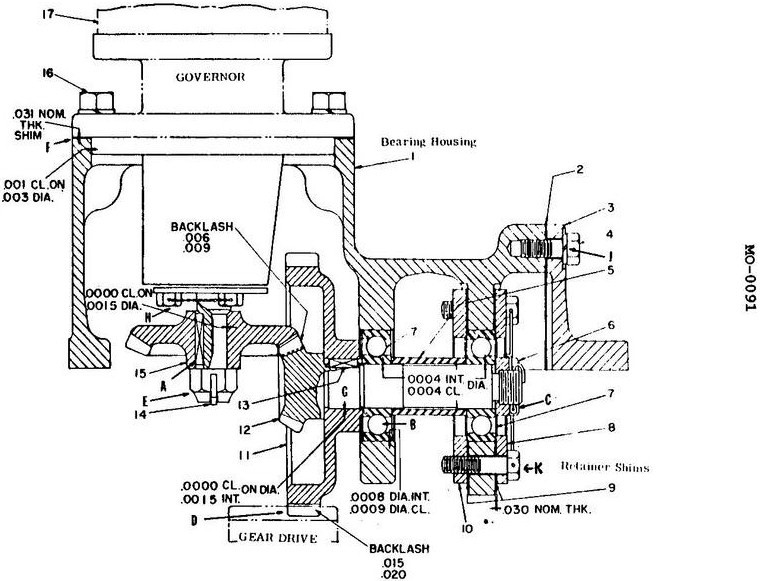 17
GOVERNOR
16
.031 NOM.
THK.
SHIM
F
.001 CL.ON
.003 DIA.
Bearing Housing
1
2
3
4
J
5
BACKLASH
.006
.009
.0000 CL.ON
.0015 DIA.
N
7
6
15
A
E
14
13
G
.0004 INT. DIA.
.0004 CL.
C
7
12
B
8
11
.0000 CL. ON DIA.
.0015 INT.
.0008 DIA.INT.
.0009 DIA.CL.
K
Retainer Shims
9
10
.030 NOM. THK.
D
GEAR DRIVE
BACKLASH
.015
.020
MO-0091